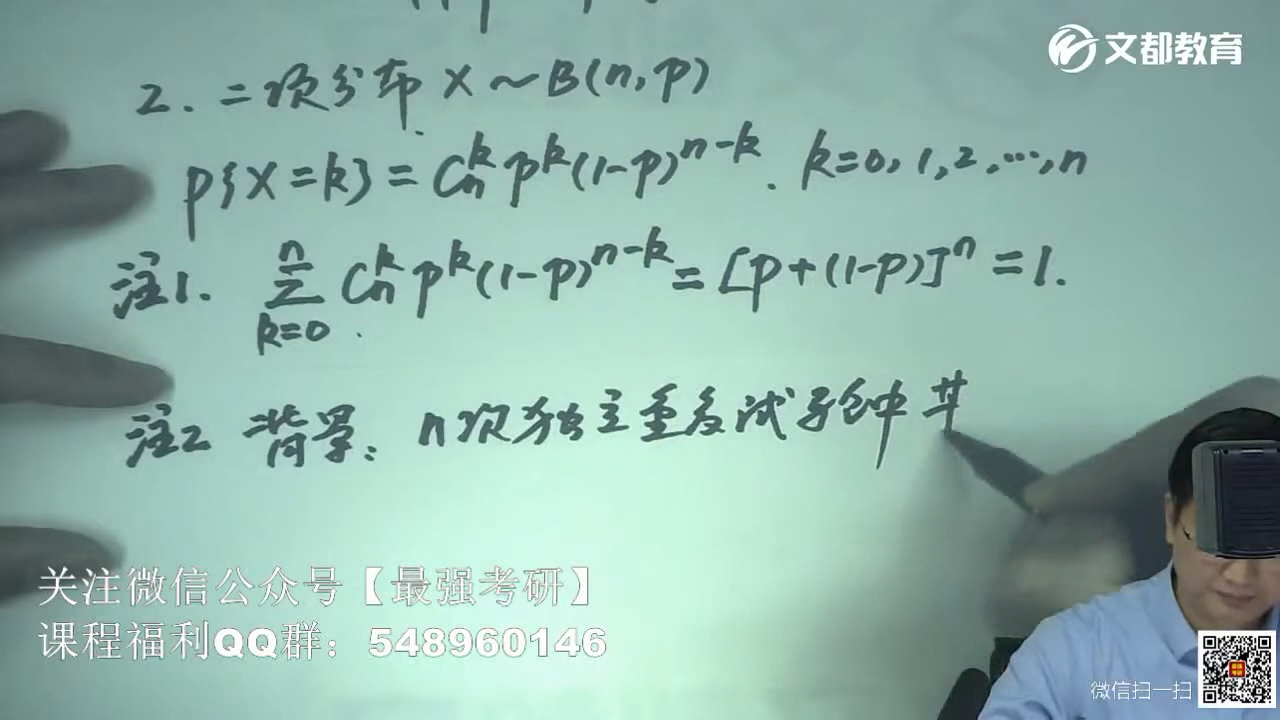 文都教育
2. 二项分布 X~B(n,p)
P{X=k}=C_n^k p^k(1-p)^{n-k}. k=0,1,2,…,n
注1. \sum_{k=0}^{n} C_n^k p^k(1-p)^{n-k}=[p+(1-p)]^n=1.
注2 背景: n次独立重复试验中 某
关注微信公众号【最强考研】
课程福利QQ群：548960146
微信扫一扫